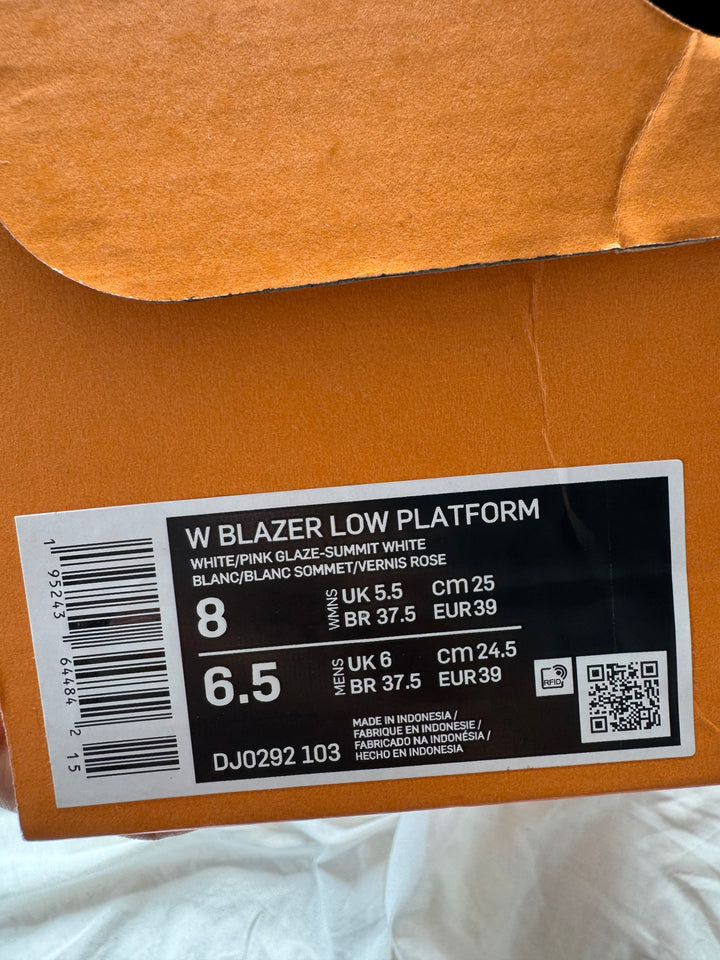 W BLAZER LOW PLATFORM
WHITE/PINK GLAZE-SUMMIT WHITE
BLANC/BLANC SOMMET/VERNIS ROSE
8 WMNS UK 5.5 cm 25
BR 37.5 EUR 39
6.5 MENS UK 6 cm 24.5
BR 37.5 EUR 39
RFID
DJ0292 103
MADE IN INDONESIA /
FABRIQUE EN INDONESIE /
FABRICADO NA INDONÉSIA /
HECHO EN INDONESIA
1 95243 64484 2 15